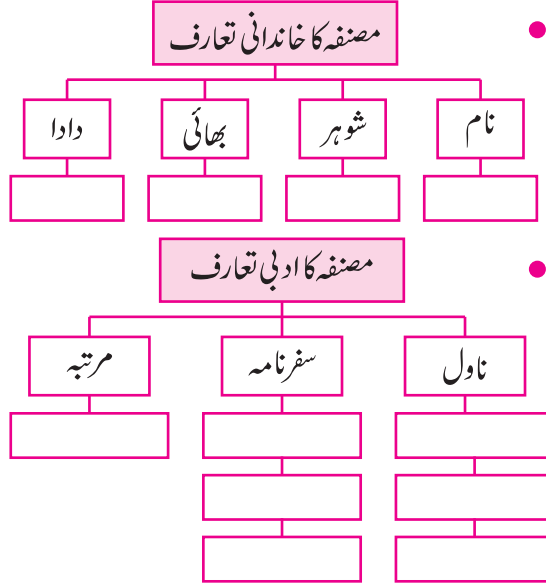 مصنفہ کا خاندانی تعارف
نام شوہر بھائی دادا
مصنفہ کا ادبی تعارف
ناول سفرنامہ مرتبہ